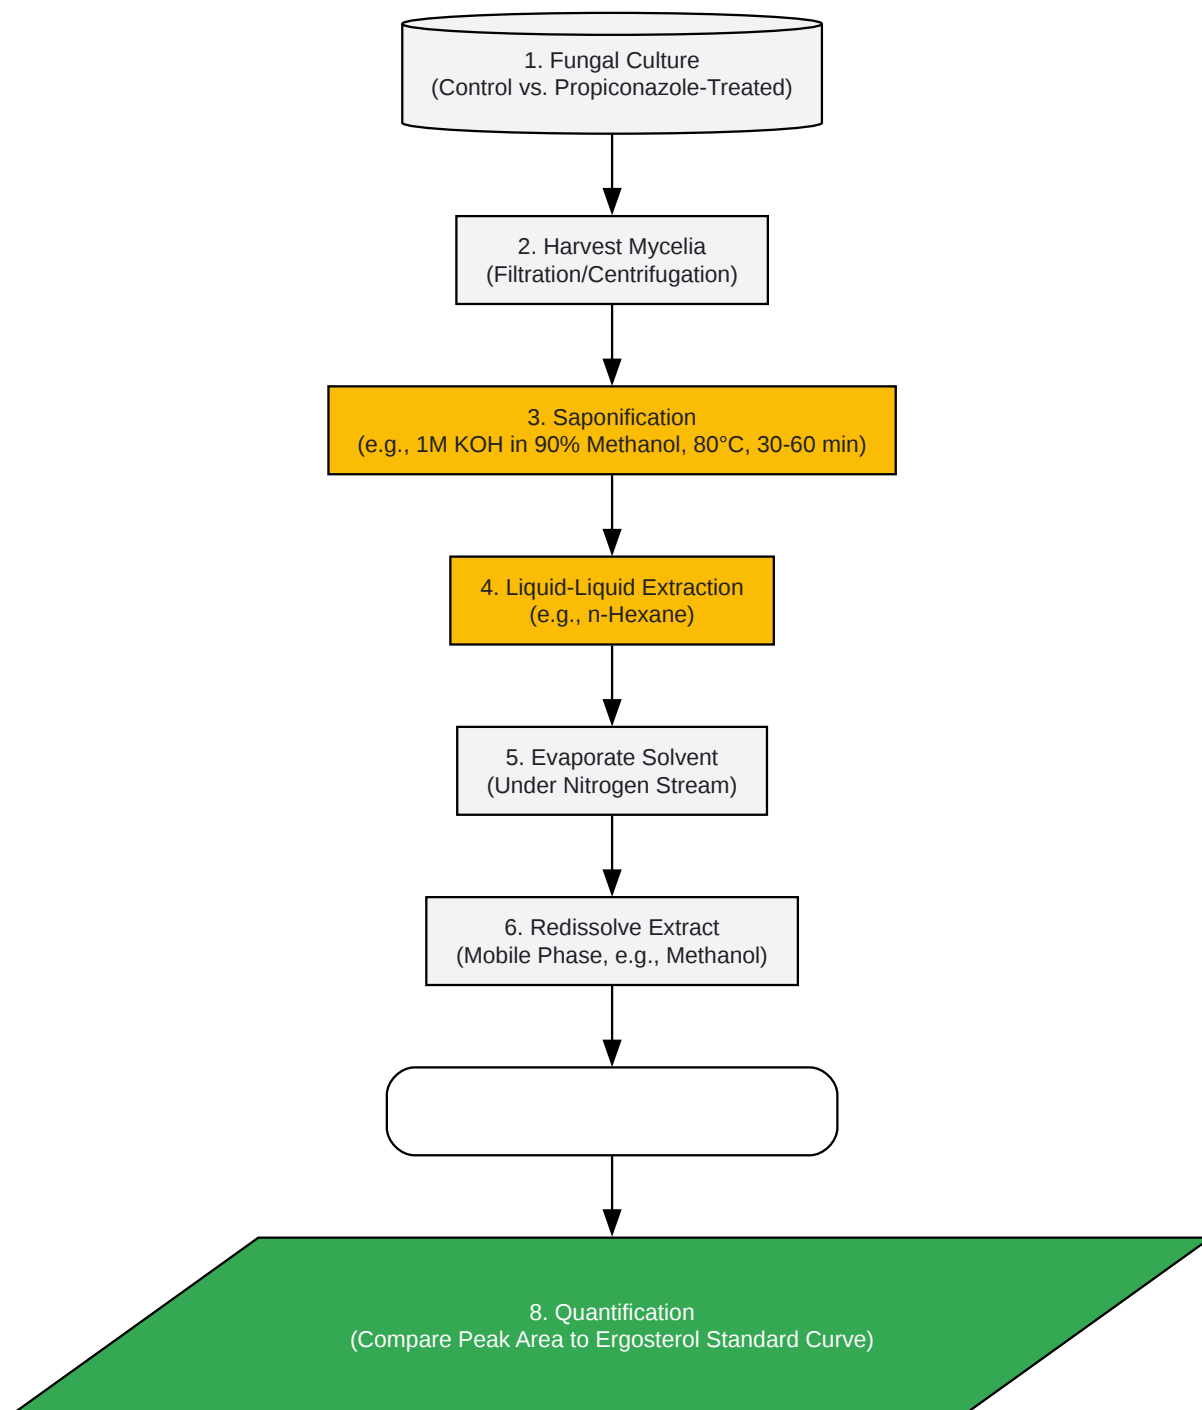 1. Fungal Culture
(Control vs. Propiconazole-Treated)
2. Harvest Mycelia
(Filtration/Centrifugation)
3. Saponification
(e.g., 1M KOH in 90% Methanol, 80°C, 30-60 min)
4. Liquid-Liquid Extraction
(e.g., n-Hexane)
5. Evaporate Solvent
(Under Nitrogen Stream)
6. Redissolve Extract
(Mobile Phase, e.g., Methanol)
8. Quantification
(Compare Peak Area to Ergosterol Standard Curve)